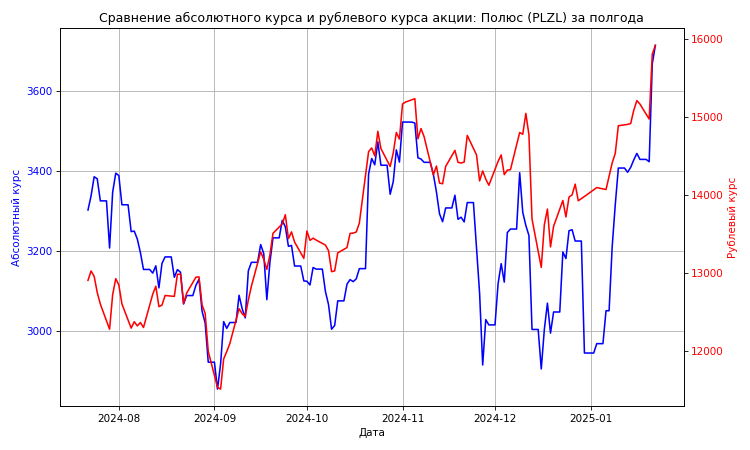 Сравнение абсолютного курса и рублевого курса акции: Полюс (PLZL) за полгода
16000
3600
15000
3400
14000
Абсолютный курс
Рублевый курс
3200
13000
3000
12000
2024-08 2024-09 2024-10 2024-11 2024-12 2025-01
Дата